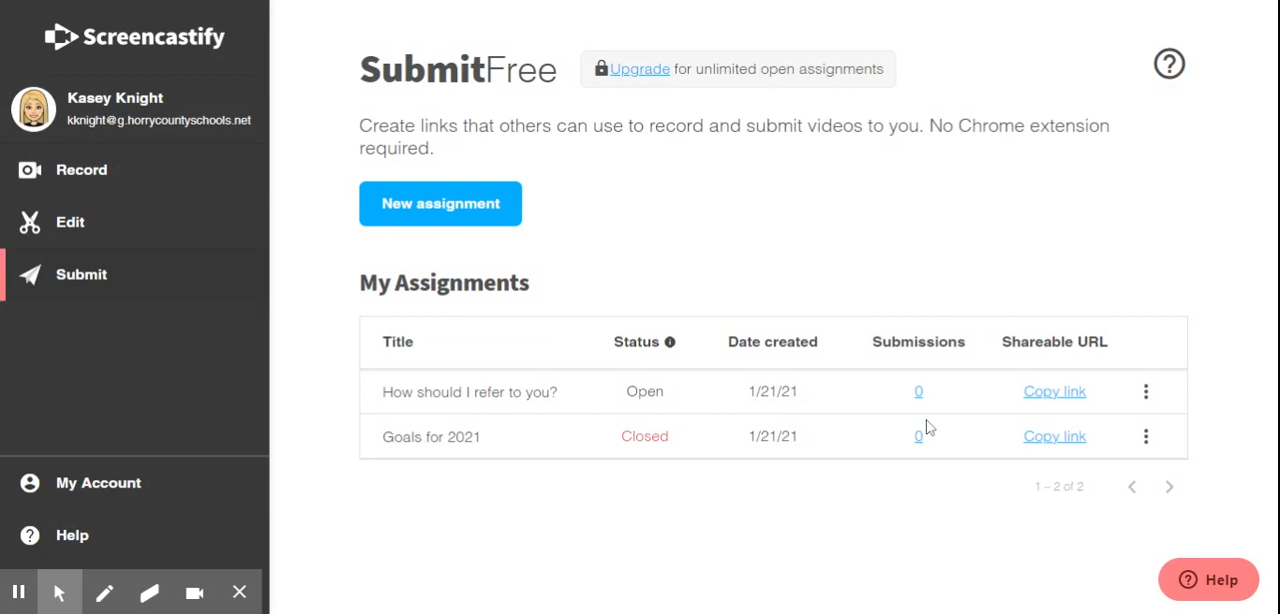 Screencastify
Kasey Knight
kknight@g.horrycountyschools.net
Record
Edit
Submit
My Account
Help
SubmitFree
Upgrade for unlimited open assignments
Create links that others can use to record and submit videos to you. No Chrome extension
required.
New assignment
My Assignments
Title Status Date created Submissions Shareable URL
How should I refer to you? Open 1/21/21 0 Copy link
Goals for 2021 Closed 1/21/21 0 Copy link
1 – 2 of 2
Help